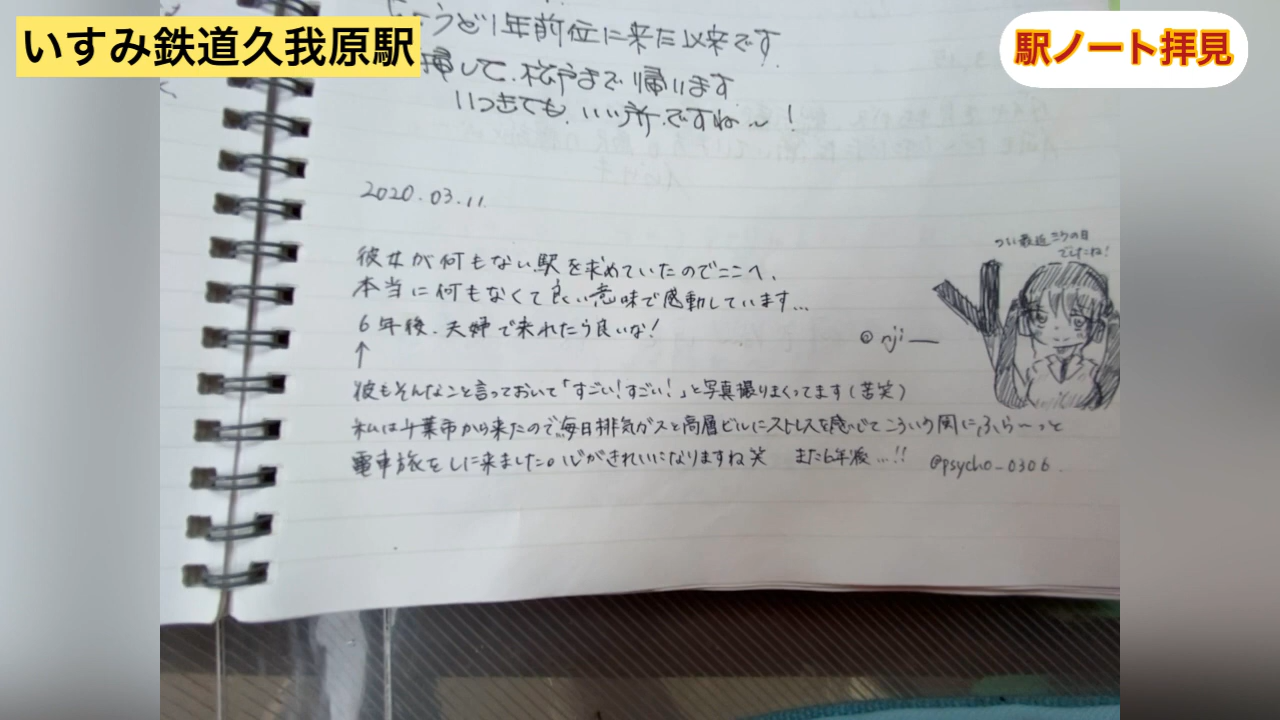 いすみ鉄道久我原駅
駅ノート拝見
ょうど1年前位に来た以来です
帰して、松戸まで帰ります
いつきても、いい所ですね〜!
2020.03.11
つい最近ミクの日
でしたね!
彼女が何もない駅を求めていたのでここへ、
本当に何もなくて良い意味で感動しています…
6年後、夫婦で来れたら良いな!
↑
彼もそんなこと言っておいて「すごい!すごい!」と写真撮りまくってます(苦笑)
私は千葉市から来たので、毎日排気ガスと高層ビルにストレスを感じてこういう関にふら〜っと
電車旅をしに来ました。心がきれいになりますね笑 また6年後…!!
@psycho_0306